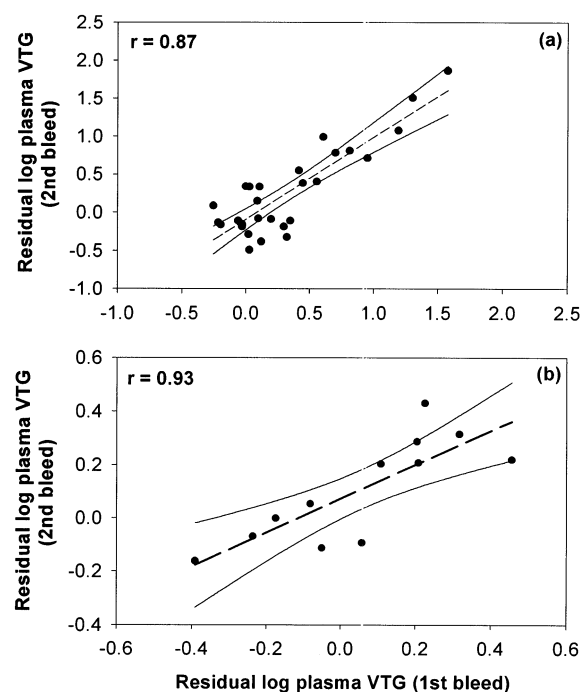 2.5
2.0
1.5
1.0
0.5
0.0
-0.5
-1.0
r = 0.87
(a)
Residual log plasma VTG
(2nd bleed)
-1.0 -0.5 0.0 0.5 1.0 1.5 2.0 2.5
0.6
0.4
0.2
0.0
-0.2
-0.4
r = 0.93
(b)
Residual log plasma VTG
(2nd bleed)
-0.6 -0.4 -0.2 0.0 0.2 0.4 0.6
Residual log plasma VTG (1st bleed)